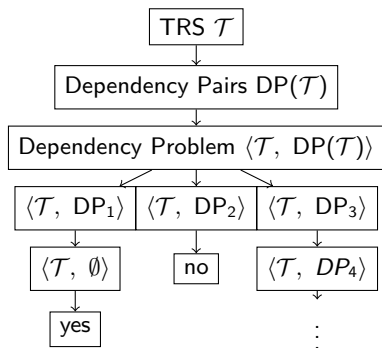 TRS 𝒯
Dependency Pairs DP(𝒯)
Dependency Problem ⟨𝒯, DP(𝒯)⟩
⟨𝒯, DP₁⟩ ⟨𝒯, DP₂⟩ ⟨𝒯, DP₃⟩
⟨𝒯, ∅⟩ no ⟨𝒯, DP₄⟩
yes ⋮